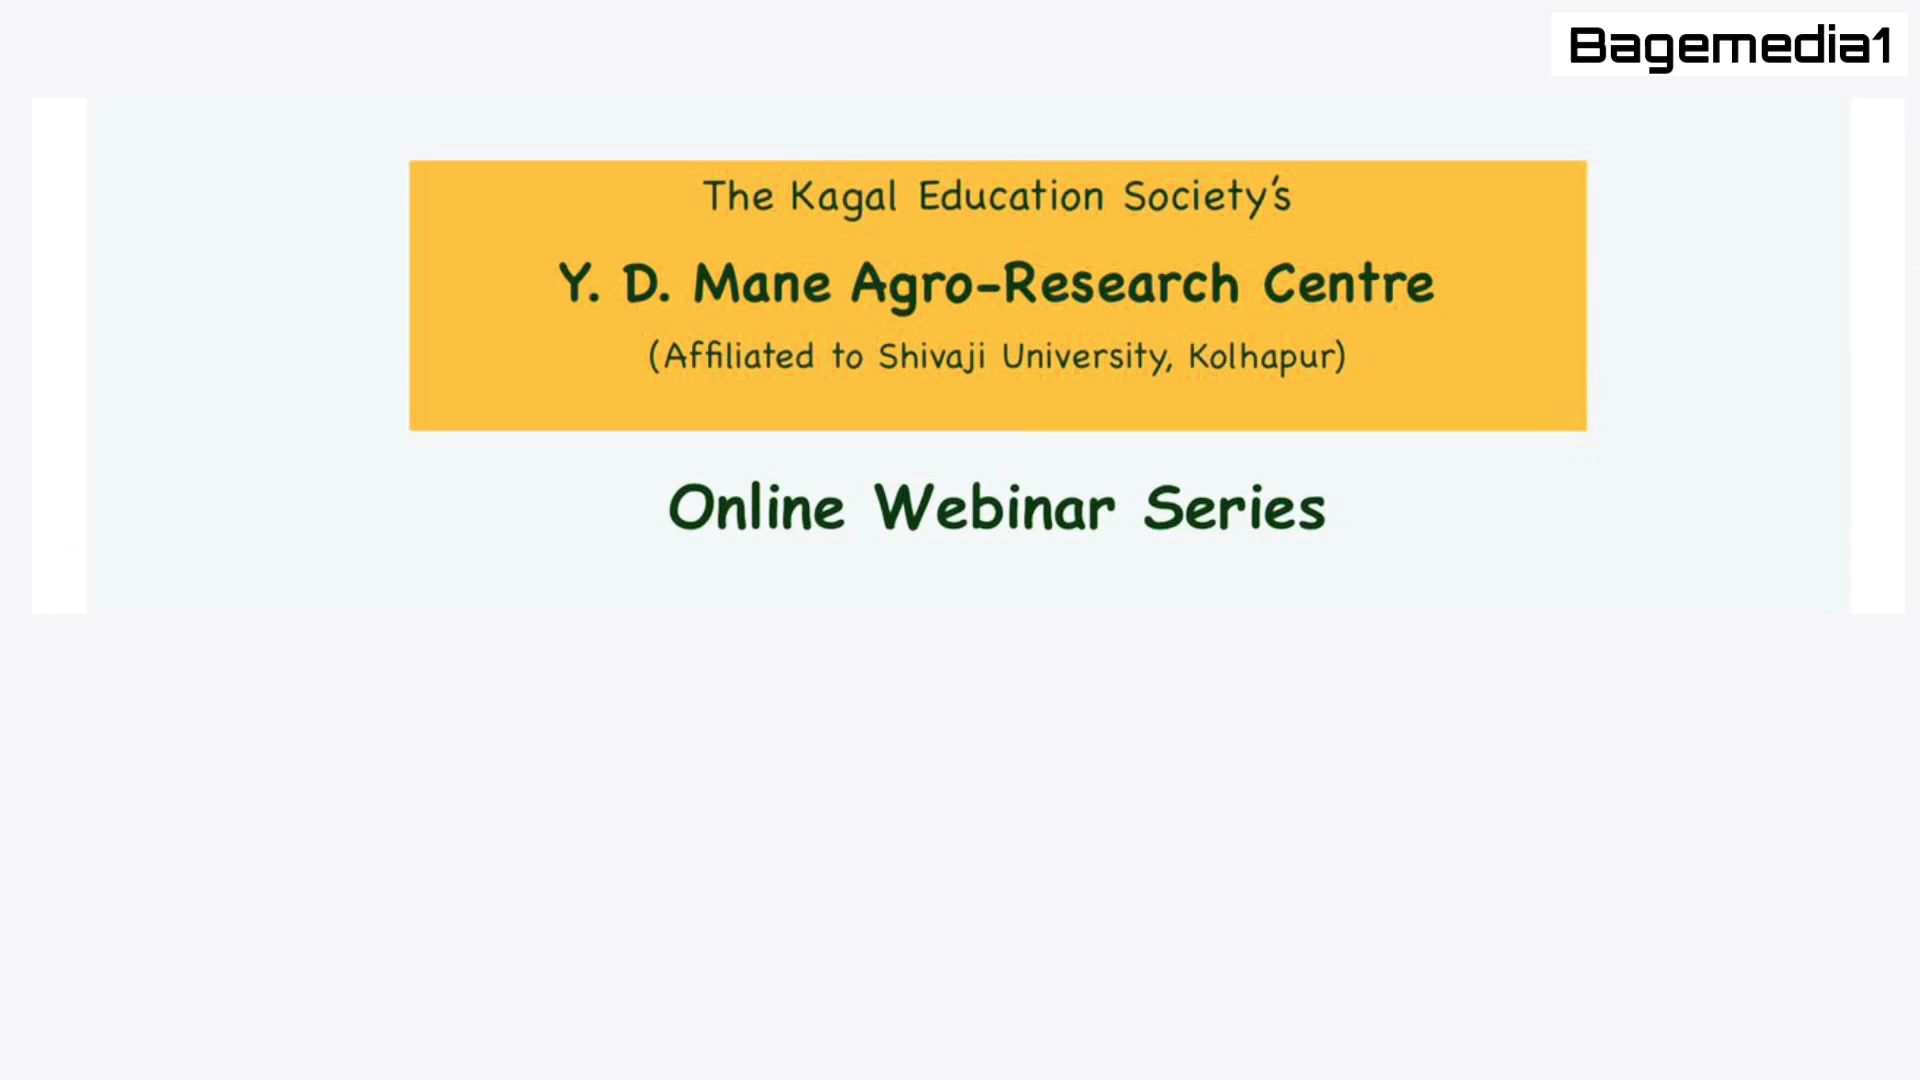 Bagemedia1
The Kagal Education Society's
Y. D. Mane Agro-Research Centre
(Affiliated to Shivaji University, Kolhapur)
Online Webinar Series